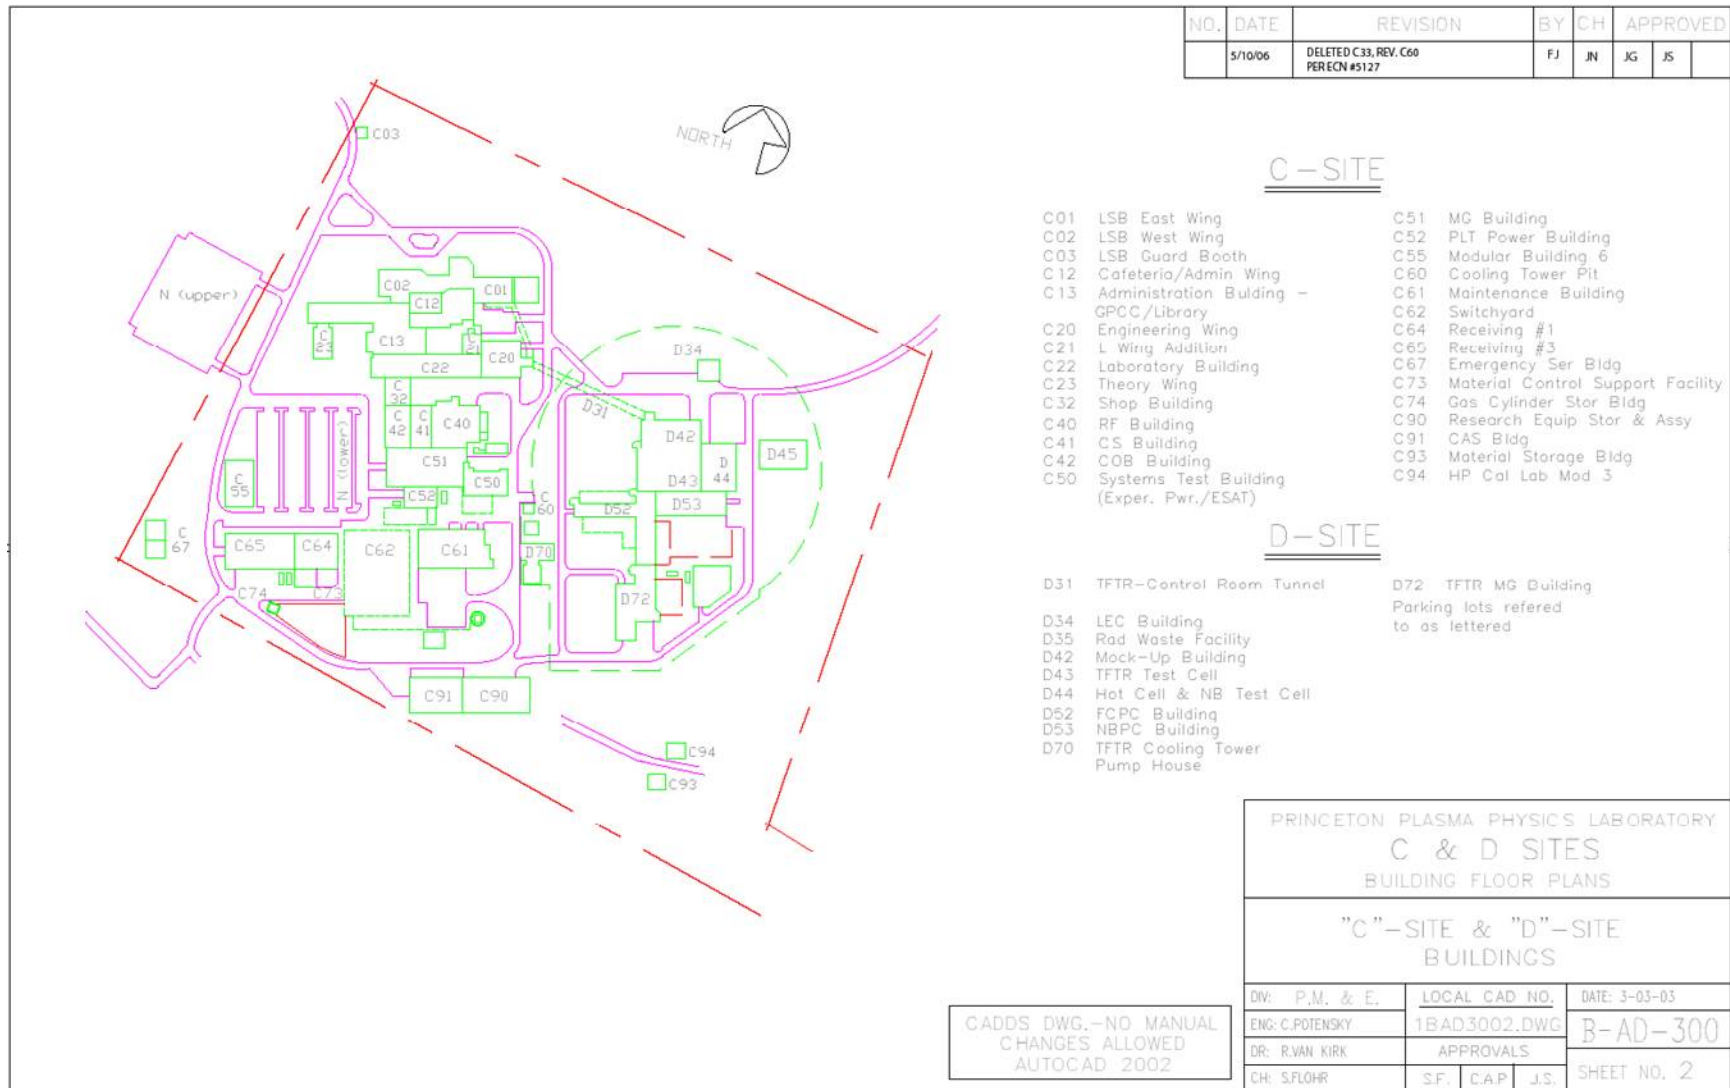 NO. DATE REVISION BY CH APPROVED
5/10/06 DELETED C33, REV. C60 FJ JN JG JS
PER ECN #5127
NORTH
C03
N (upper)
C02
C12
C01
C
23
C13
C
21
C20
C22
D34
C
32
D31
C
42
C
41
C40
D42
N (lower)
C51
D
44
D45
C
55
C50
D43
C52
C
60
D52
D53
C
67
C65
C64
C62
C61
D70
C74
C73
D72
C91
C90
C94
C93
C-SITE
C01 LSB East Wing
C02 LSB West Wing
C03 LSB Guard Booth
C12 Cafeteria/Admin Wing
C13 Administration Bulding -
GPCC/Library
C20 Engineering Wing
C21 L Wing Addition
C22 Laboratory Building
C23 Theory Wing
C32 Shop Building
C40 RF Building
C41 CS Building
C42 COB Building
C50 Systems Test Building
(Exper. Pwr./ESAT)
C51 MG Building
C52 PLT Power Building
C55 Modular Building 6
C60 Cooling Tower Pit
C61 Maintenance Building
C62 Switchyard
C64 Receiving #1
C65 Receiving #3
C67 Emergency Ser Bldg
C73 Material Control Support Facility
C74 Gas Cylinder Stor Bldg
C90 Research Equip Stor & Assy
C91 CAS Bldg
C93 Material Storage Bldg
C94 HP Cal Lab Mod 3
D-SITE
D31 TFTR-Control Room Tunnel
D34 LEC Building
D35 Rad Waste Facility
D42 Mock-Up Building
D43 TFTR Test Cell
D44 Hot Cell & NB Test Cell
D52 FCPC Building
D53 NBPC Building
D70 TFTR Cooling Tower
Pump House
D72 TFTR MG Building
Parking lots refered
to as lettered
PRINCETON PLASMA PHYSICS LABORATORY
C & D SITES
BUILDING FLOOR PLANS
"C"-SITE & "D"-SITE
BUILDINGS
DIV: P.M. & E. LOCAL CAD NO. DATE: 3-03-03
ENG: C.POTENSKY 1BAD3002.DWG B-AD-300
DR: R.VAN KIRK APPROVALS
CH: S.FLOHR S.F. C.A.P J.S. SHEET NO. 2
CADDS DWG.-NO MANUAL
CHANGES ALLOWED
AUTOCAD 2002